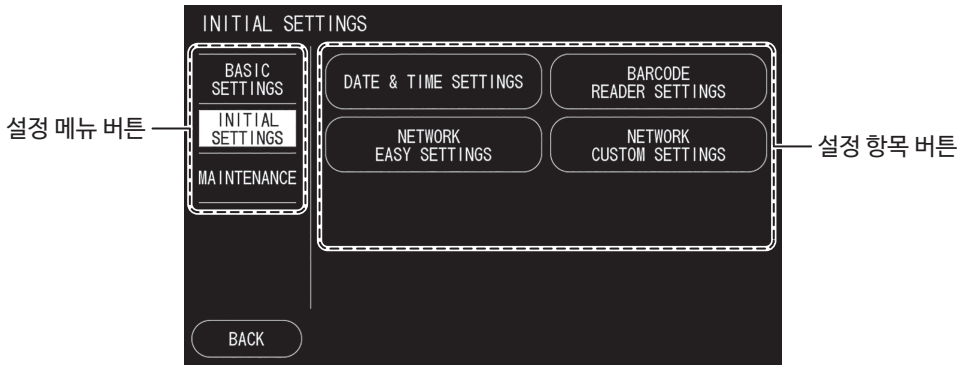 INITIAL SETTINGS
BASIC
SETTINGS
INITIAL
SETTINGS
MAINTENANCE
DATE & TIME SETTINGS
BARCODE
READER SETTINGS
NETWORK
EASY SETTINGS
NETWORK
CUSTOM SETTINGS
설정 메뉴 버튼
설정 항목 버튼
BACK